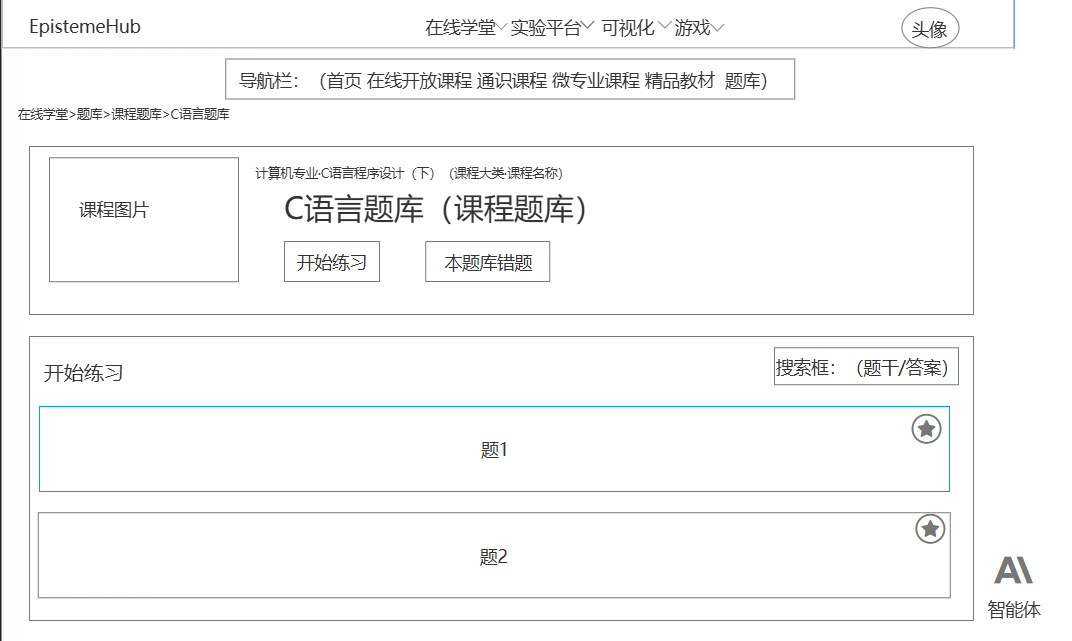 EpistemeHub 在线学堂 实验平台 可视化 游戏 头像
导航栏：（首页 在线开放课程 通识课程 微专业课程 精品教材 题库）
在线学堂>题库>课程题库>C语言题库
课程图片
计算机专业·C语言程序设计（下）（课程大类·课程名称）
C语言题库（课程题库）
开始练习 本题库错题
开始练习 搜索框：（题干/答案）
题1
题2
AI
智能体